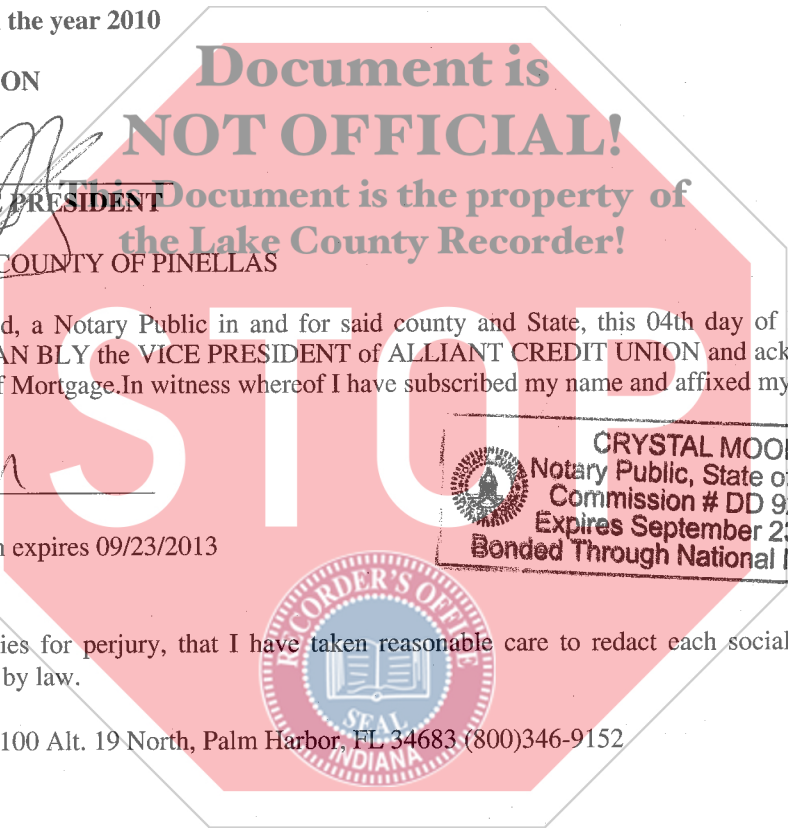 the year 2010
ON
Document is
NOT OFFICIAL!
This Document is the property of
the Lake County Recorder!
PRESIDENT
COUNTY OF PINELLAS
d, a Notary Public in and for said county and State, this 04th day of
AN BLY the VICE PRESIDENT of ALLIANT CREDIT UNION and ack
f Mortgage.In witness whereof I have subscribed my name and affixed my
STOP
CRYSTAL MOO
Notary Public, State of
Commission # DD 9
Expires September 23
Bonded Through National
n expires 09/23/2013
RECORDER'S OFFICE
SEAL
INDIANA
ies for perjury, that I have taken reasonable care to redact each social
by law.
100 Alt. 19 North, Palm Harbor, FL 34683 (800)346-9152